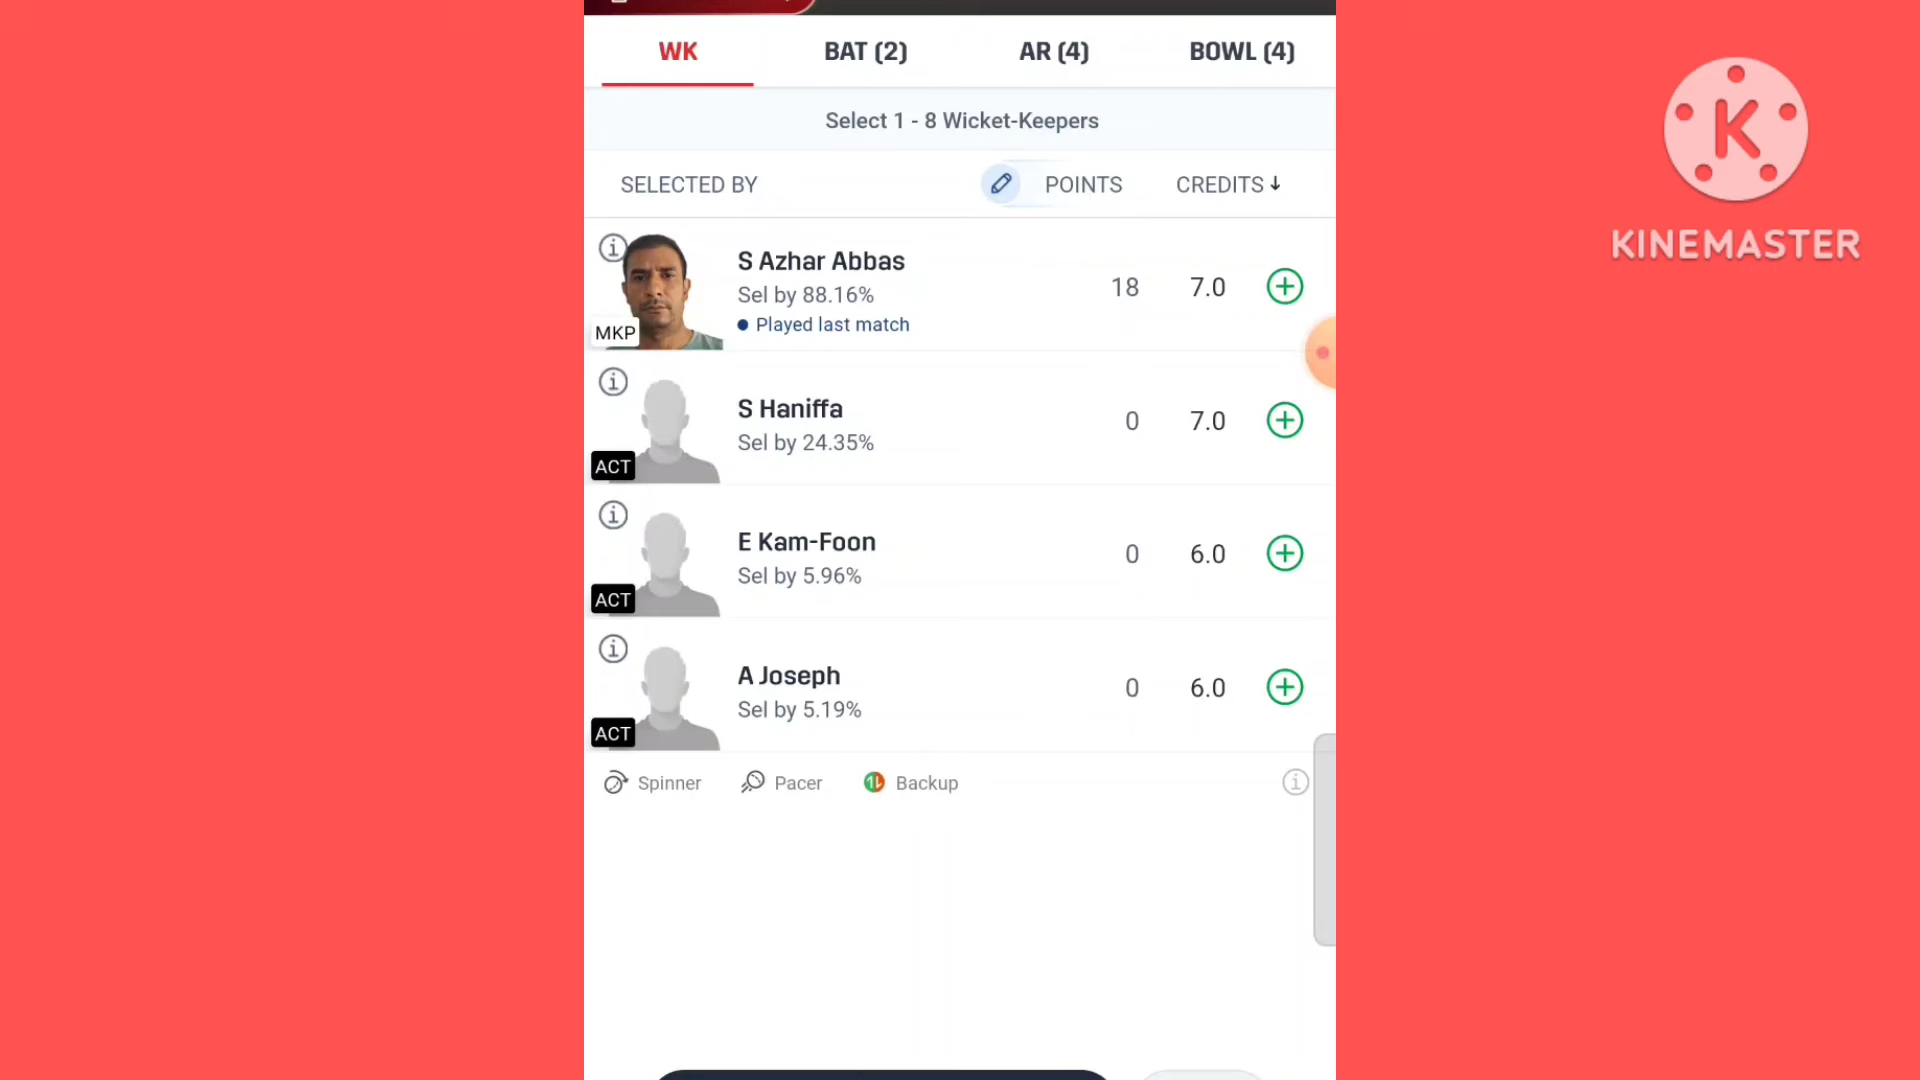 WK
BAT (2)
AR (4)
BOWL (4)
Select 1 - 8 Wicket-Keepers
SELECTED BY
POINTS
CREDITS ↓
S Azhar Abbas
Sel by 88.16%
Played last match
MKP
18
7.0
S Haniffa
Sel by 24.35%
ACT
0
7.0
E Kam-Foon
Sel by 5.96%
ACT
0
6.0
A Joseph
Sel by 5.19%
ACT
0
6.0
Spinner
Pacer
Backup
K
KINEMASTER